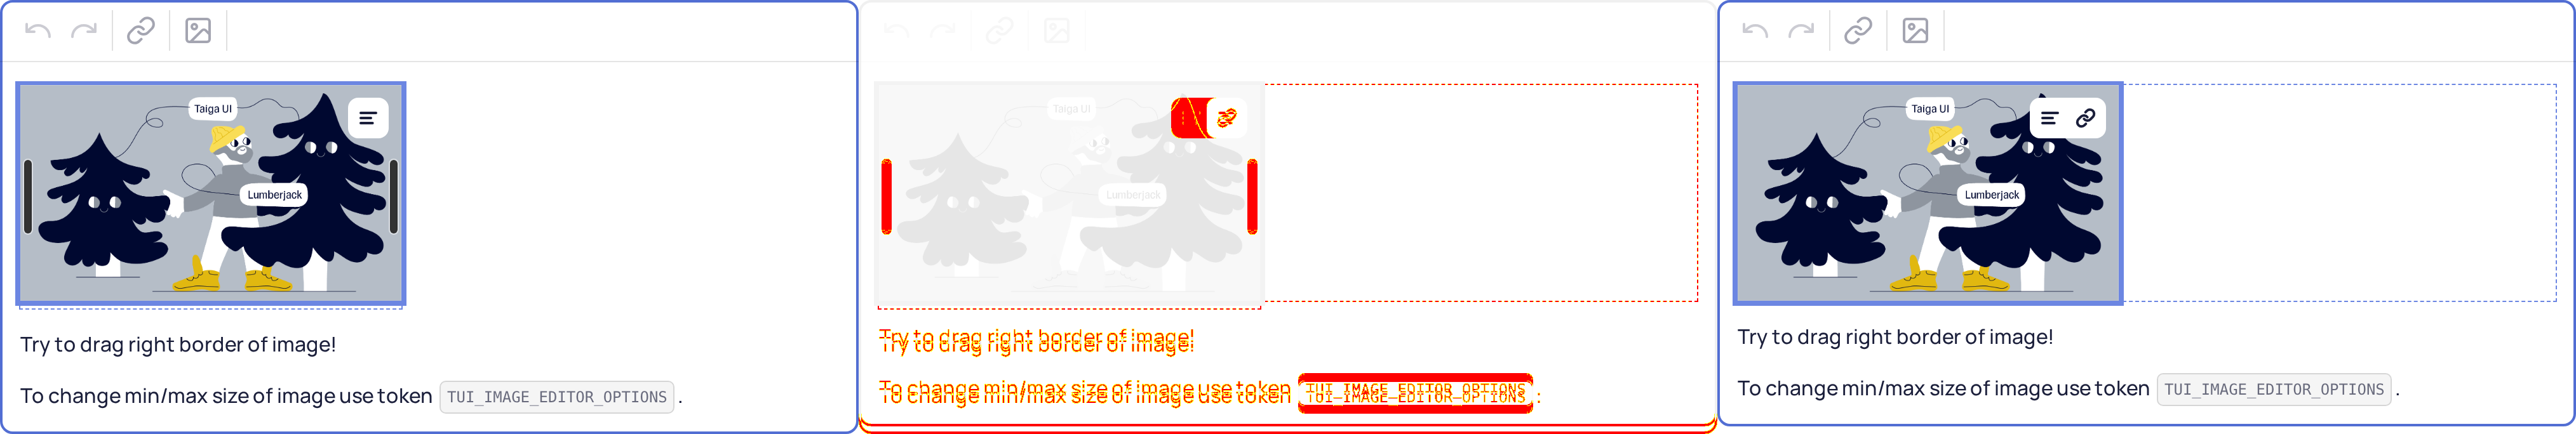 Taiga UI
Lumberjack
Try to drag right border of image!
To change min/max size of image use token TUI_IMAGE_EDITOR_OPTIONS .
Taiga UI
Lumberjack
Try to drag right border of image!
To change min/max size of image use token TUI_IMAGE_EDITOR_OPTIONS .
Taiga UI
Lumberjack
Try to drag right border of image!
To change min/max size of image use token TUI_IMAGE_EDITOR_OPTIONS .